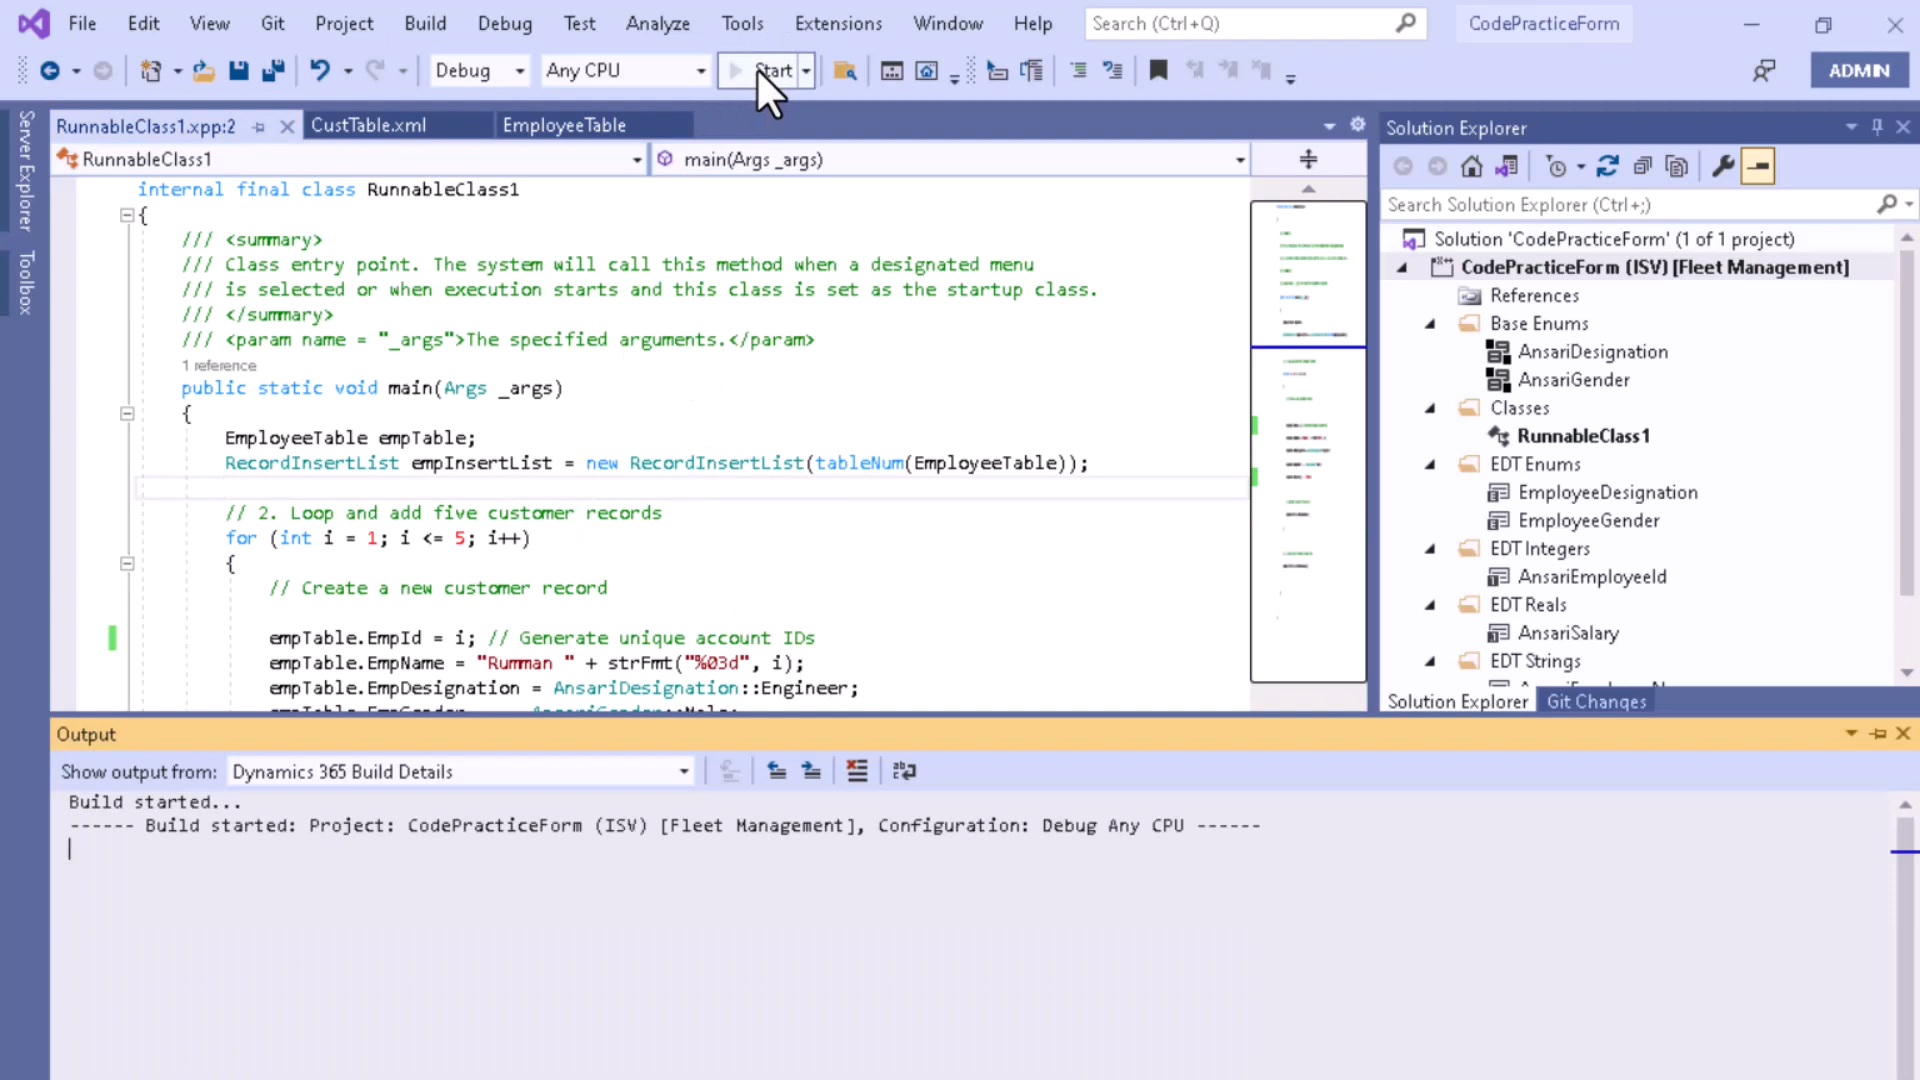 File Edit View Git Project Build Debug Test Analyze Tools Extensions Window Help Search (Ctrl+Q) CodePracticeForm
Debug Any CPU Start ADMIN
Server Explorer
Toolbox
RunnableClass1.xpp:2 CustTable.xml EmployeeTable
RunnableClass1 main(Args _args)
internal final class RunnableClass1
{
/// <summary>
/// Class entry point. The system will call this method when a designated menu
/// is selected or when execution starts and this class is set as the startup class.
/// </summary>
/// <param name = "_args">The specified arguments.</param>
1 reference
public static void main(Args _args)
{
EmployeeTable empTable;
RecordInsertList empInsertList = new RecordInsertList(tableNum(EmployeeTable));
// 2. Loop and add five customer records
for (int i = 1; i <= 5; i++)
{
// Create a new customer record
empTable.EmpId = i; // Generate unique account IDs
empTable.EmpName = "Rumman " + strFmt("%03d", i);
empTable.EmpDesignation = AnsariDesignation::Engineer;
Solution Explorer
Search Solution Explorer (Ctrl+;)
Solution 'CodePracticeForm' (1 of 1 project)
CodePracticeForm (ISV) [Fleet Management]
References
Base Enums
AnsariDesignation
AnsariGender
Classes
RunnableClass1
EDT Enums
EmployeeDesignation
EmployeeGender
EDT Integers
AnsariEmployeeId
EDT Reals
AnsariSalary
EDT Strings
Solution Explorer Git Changes
Output
Show output from: Dynamics 365 Build Details
Build started...
------ Build started: Project: CodePracticeForm (ISV) [Fleet Management], Configuration: Debug Any CPU ------